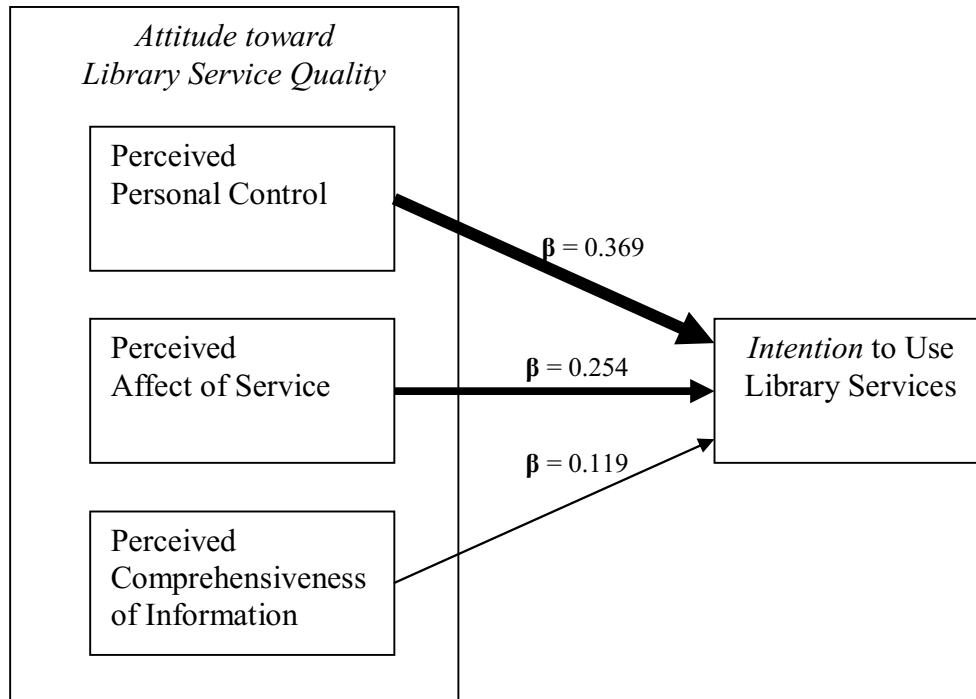 Attitude toward
Library Service Quality
Perceived
Personal Control
β = 0.369
Perceived
Affect of Service
β = 0.254
Intention to Use
Library Services
β = 0.119
Perceived
Comprehensiveness
of Information